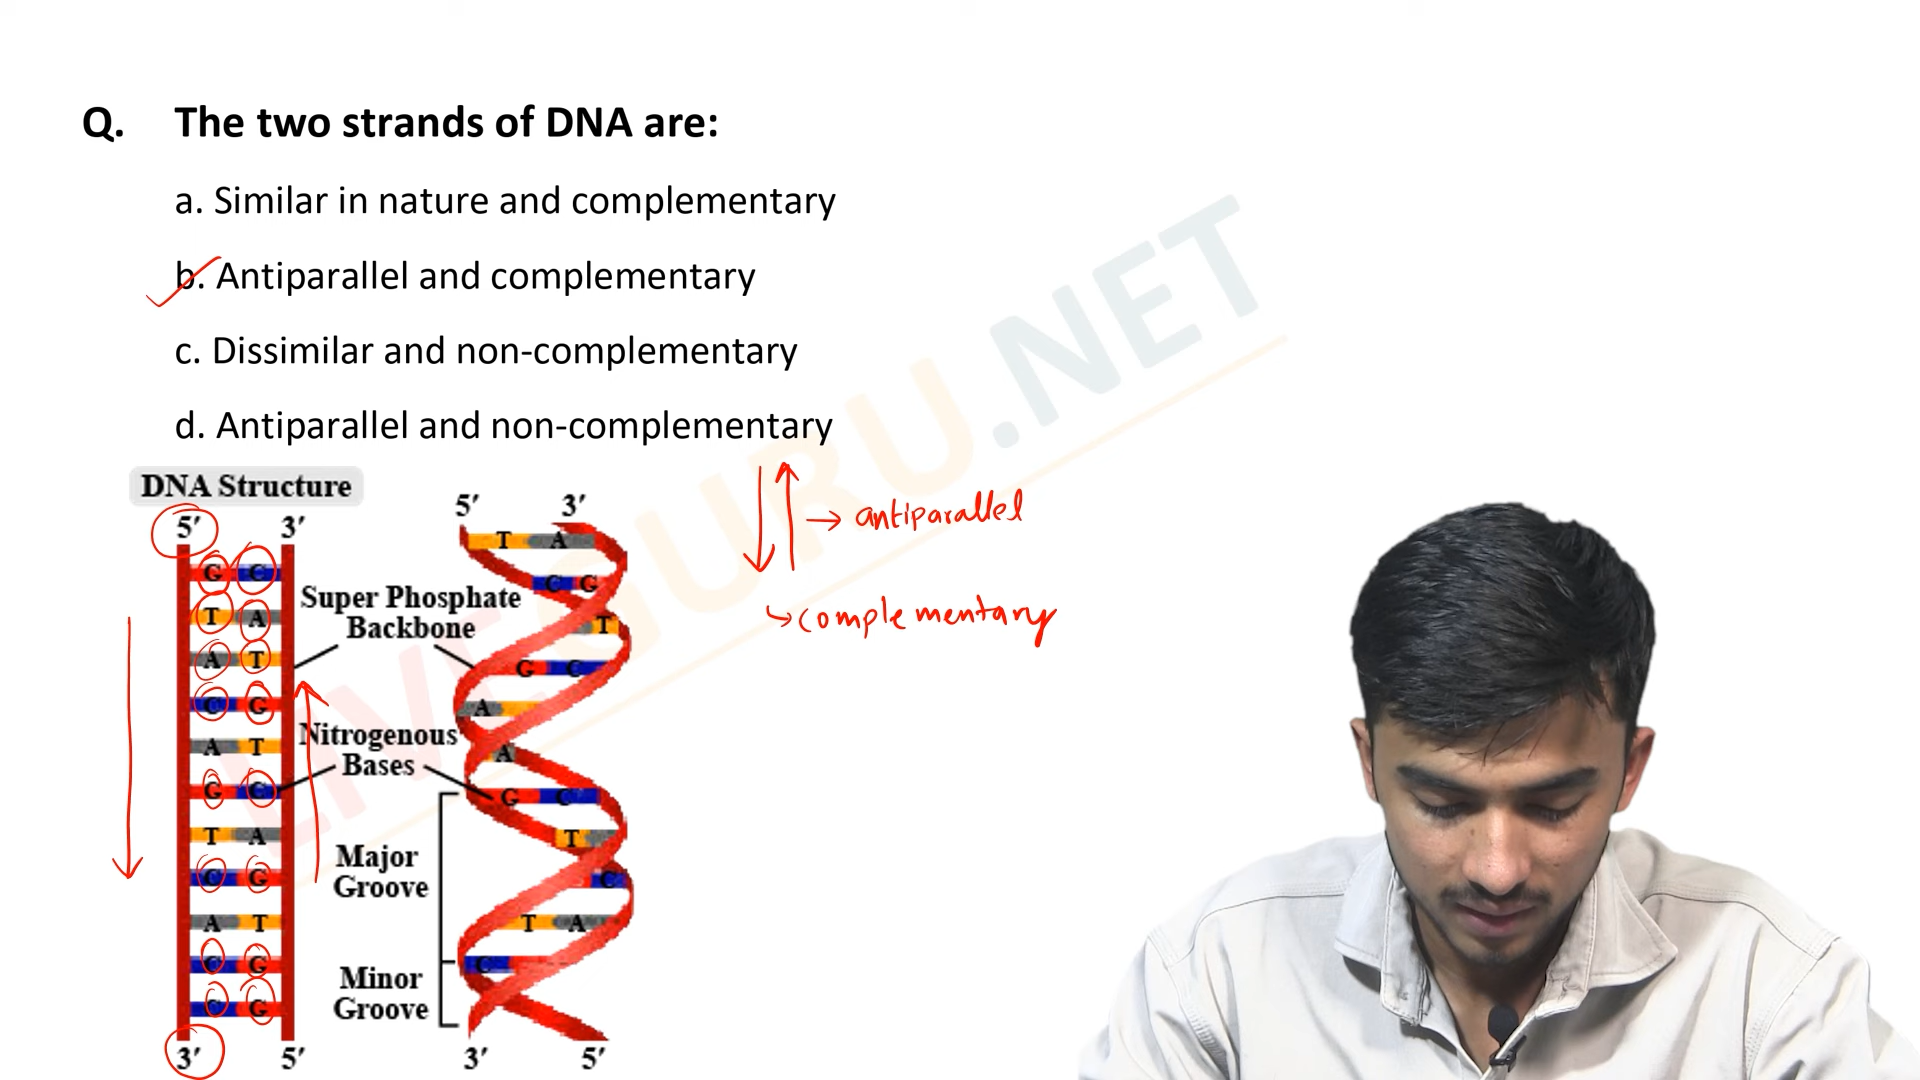 Q. The two strands of DNA are:
a. Similar in nature and complementary
b. Antiparallel and complementary
c. Dissimilar and non-complementary
d. Antiparallel and non-complementary
DNA Structure
5′ 3′
G C
T A
A T
C G
A T
G C
T A
C G
A T
C G
C G
3′ 5′
Super Phosphate
Backbone
Nitrogenous
Bases
Major
Groove
Minor
Groove
5′ 3′
T A
C G
T
G C
A
A
G C
T
C
T A
C
3′ 5′
→ antiparallel
↳ complementary
LIVEGURU.NET